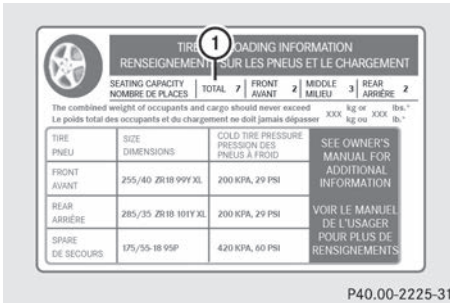 1
TIRE LOADING INFORMATION
RENSEIGNEMENT SUR LES PNEUS ET LE CHARGEMENT
SEATING CAPACITY TOTAL 7 FRONT 2 MIDDLE 3 REAR 2
NOMBRE DE PLACES AVANT MILIEU ARRIÈRE
The combined weight of occupants and cargo should never exceed XXX kg or XXX lbs.*
Le poids total des occupants et du chargement ne doit jamais dépasser kg ou lb.*
TIRE SIZE COLD TIRE PRESSURE
PNEU DIMENSIONS PRESSION DES
PNEUS À FROID
FRONT
AVANT 255/40 ZR18 99Y XL 200 KPA, 29 PSI
REAR
ARRIÈRE 285/35 ZR18 101Y XL 200 KPA, 29 PSI
SPARE
DE SECOURS 175/55-18 95P 420 KPA, 60 PSI
SEE OWNER'S
MANUAL FOR
ADDITIONAL
INFORMATION
VOIR LE MANUEL
DE L'USAGER
POUR PLUS DE
RENSIGNEMENTS
P40.00-2225-31